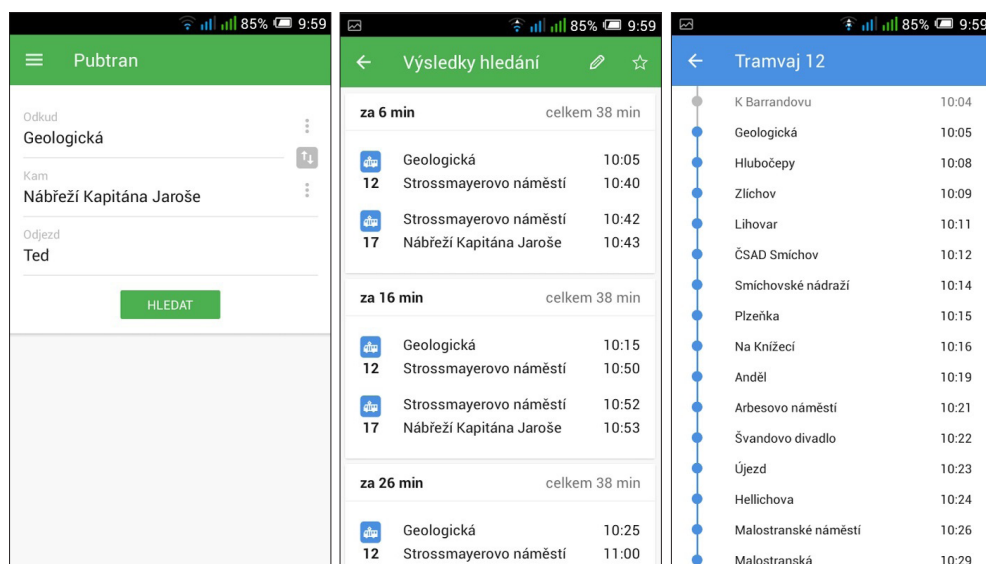 85% 9:59
Pubtran
Odkud
Geologická
Kam
Nábřeží Kapitána Jaroše
Odjezd
Ted
HLEDAT
85% 9:59
Výsledky hledání
za 6 min celkem 38 min
Geologická 10:05
12 Strossmayerovo náměstí 10:40
Strossmayerovo náměstí 10:42
17 Nábřeží Kapitána Jaroše 10:43
za 16 min celkem 38 min
Geologická 10:15
12 Strossmayerovo náměstí 10:50
Strossmayerovo náměstí 10:52
17 Nábřeží Kapitána Jaroše 10:53
za 26 min celkem 38 min
Geologická 10:25
12 Strossmayerovo náměstí 11:00
85% 9:59
Tramvaj 12
K Barrandovu 10:04
Geologická 10:05
Hlubočepy 10:08
Zlíchov 10:09
Lihovar 10:11
ČSAD Smíchov 10:12
Smíchovské nádraží 10:14
Plzeňka 10:15
Na Knížecí 10:16
Anděl 10:19
Arbesovo náměstí 10:21
Švandovo divadlo 10:22
Újezd 10:23
Hellichova 10:24
Malostranské náměstí 10:26
Malostranská 10:29